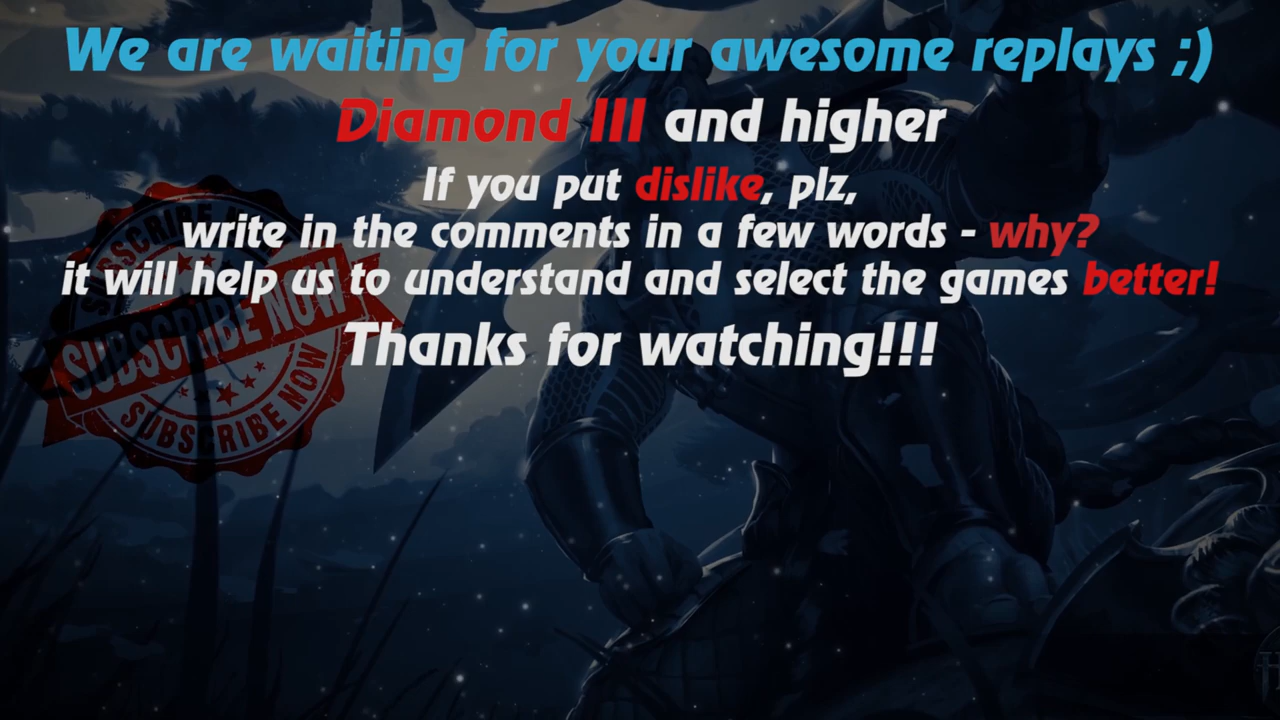 We are waiting for your awesome replays ;)
Diamond III and higher
If you put dislike, plz,
write in the comments in a few words - why?
it will help us to understand and select the games better!
Thanks for watching!!!
SUBSCRIBE NOW
SUBSCRIBE NOW